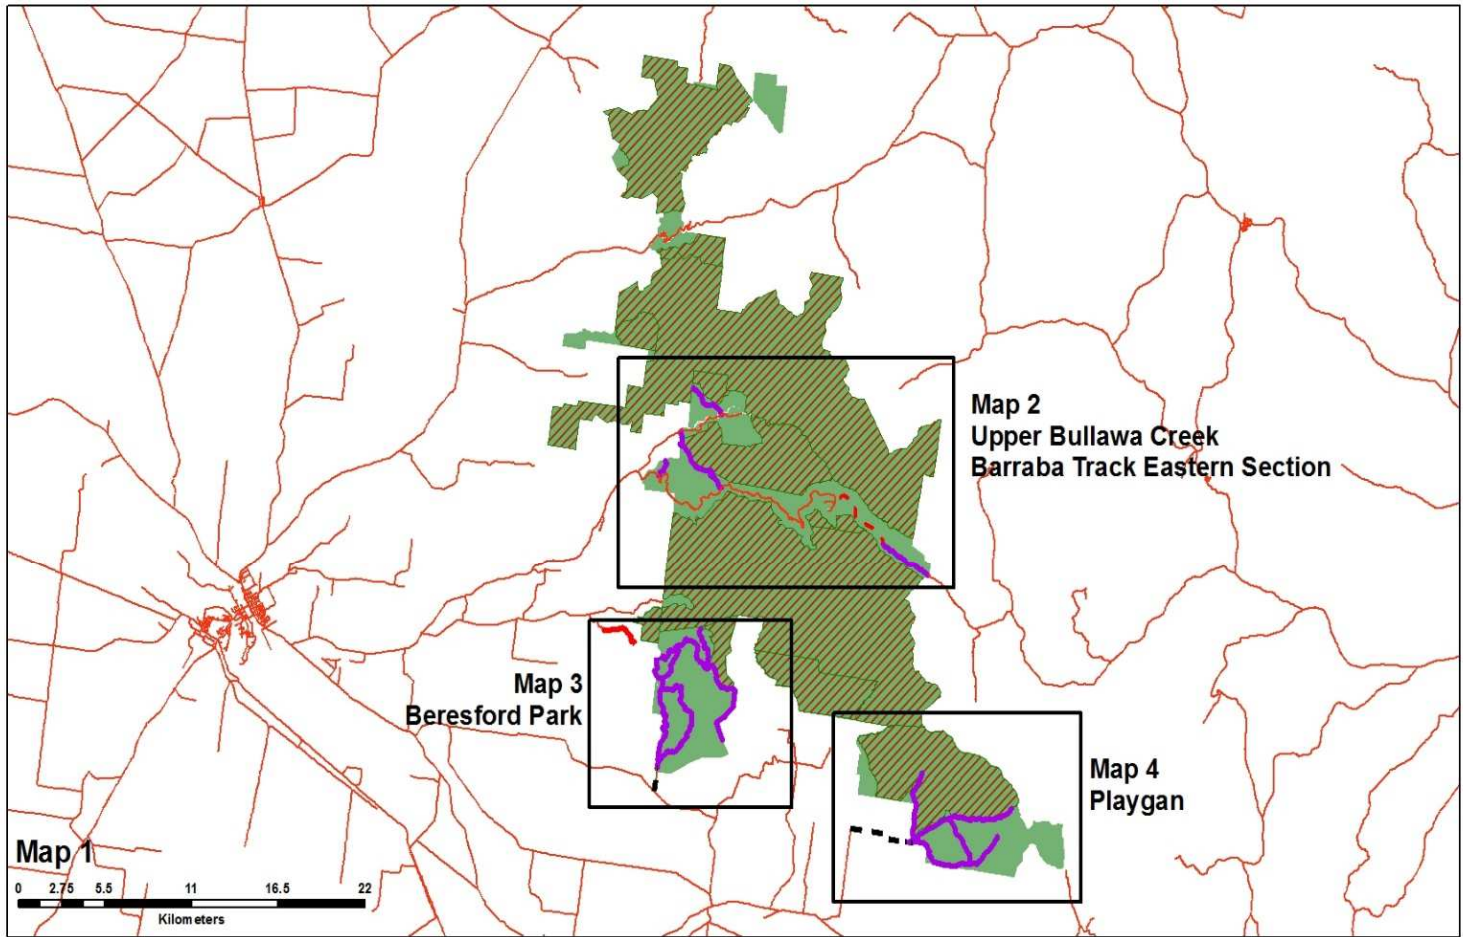 Map 2
Upper Bullawa Creek
Barraba Track Eastern Section
Map 3
Beresford Park
Map 4
Playgan
Map 1
0 2.75 5.5 11 16.5 22
Kilometers